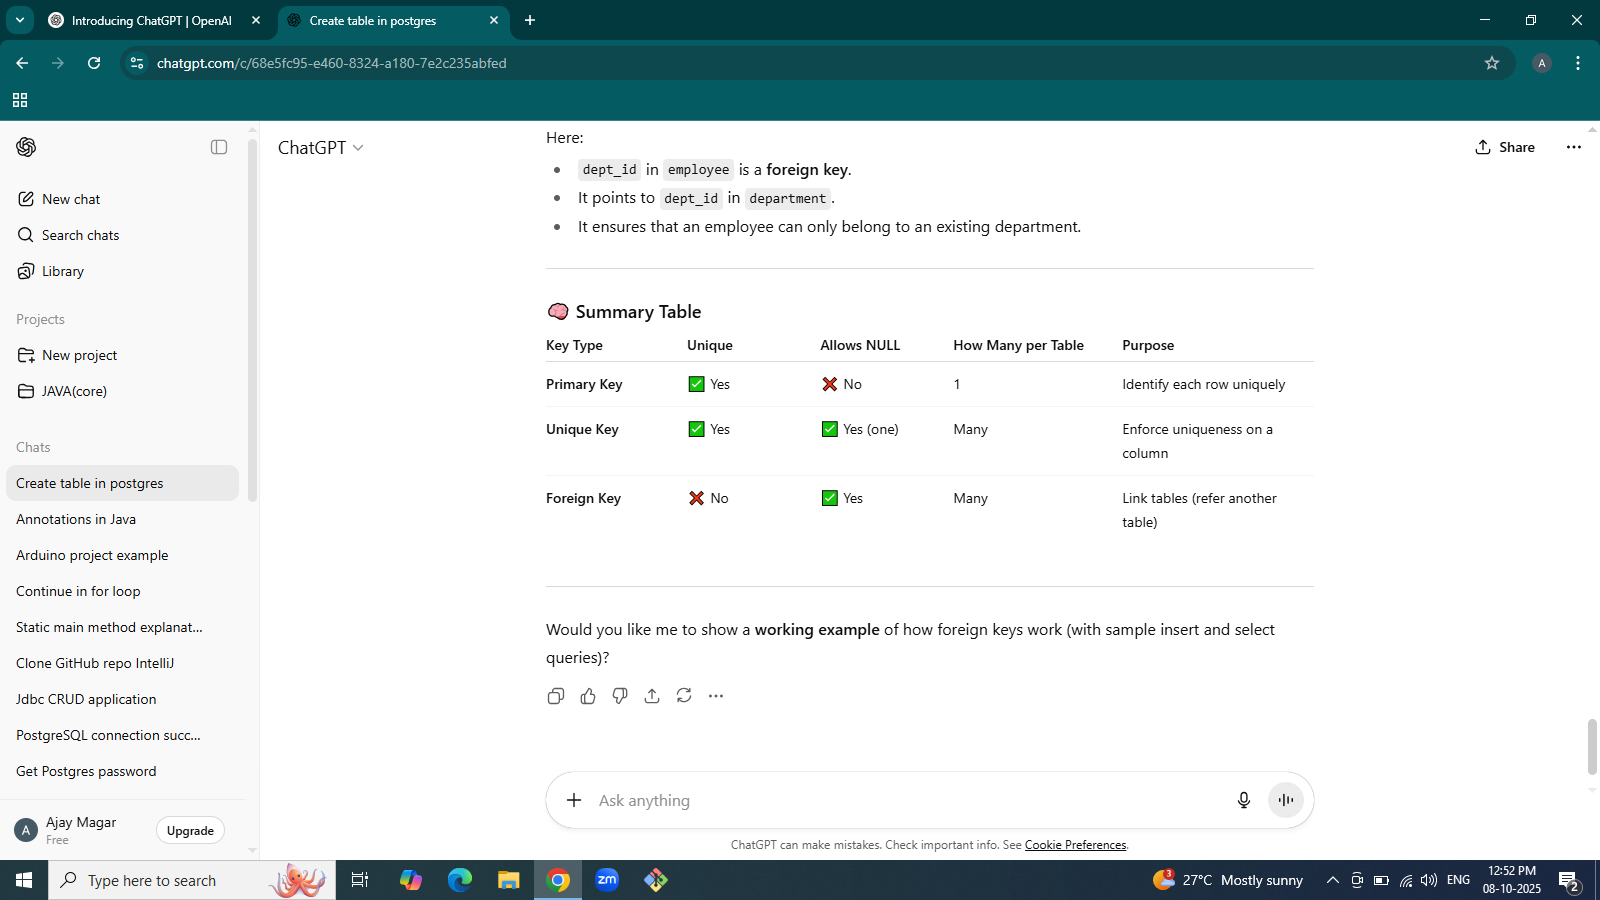 Introducing ChatGPT | OpenAI
Create table in postgres
chatgpt.com/c/68e5fc95-e460-8324-a180-7e2c235abfed
A
New chat
Search chats
Library
Projects
New project
JAVA(core)
Chats
Create table in postgres
Annotations in Java
Arduino project example
Continue in for loop
Static main method explanat...
Clone GitHub repo IntelliJ
Jdbc CRUD application
PostgreSQL connection succ...
Get Postgres password
A
Ajay Magar
Free
Upgrade
ChatGPT
Share
Here:
dept_id in employee is a foreign key.
It points to dept_id in department.
It ensures that an employee can only belong to an existing department.
Summary Table
Key Type Unique Allows NULL How Many per Table Purpose
Primary Key Yes No 1 Identify each row uniquely
Unique Key Yes Yes (one) Many Enforce uniqueness on a
column
Foreign Key No Yes Many Link tables (refer another
table)
Would you like me to show a working example of how foreign keys work (with sample insert and select
queries)?
Ask anything
ChatGPT can make mistakes. Check important info. See Cookie Preferences.
Type here to search
zm
3
27°C Mostly sunny
ENG
12:52 PM
08-10-2025
2